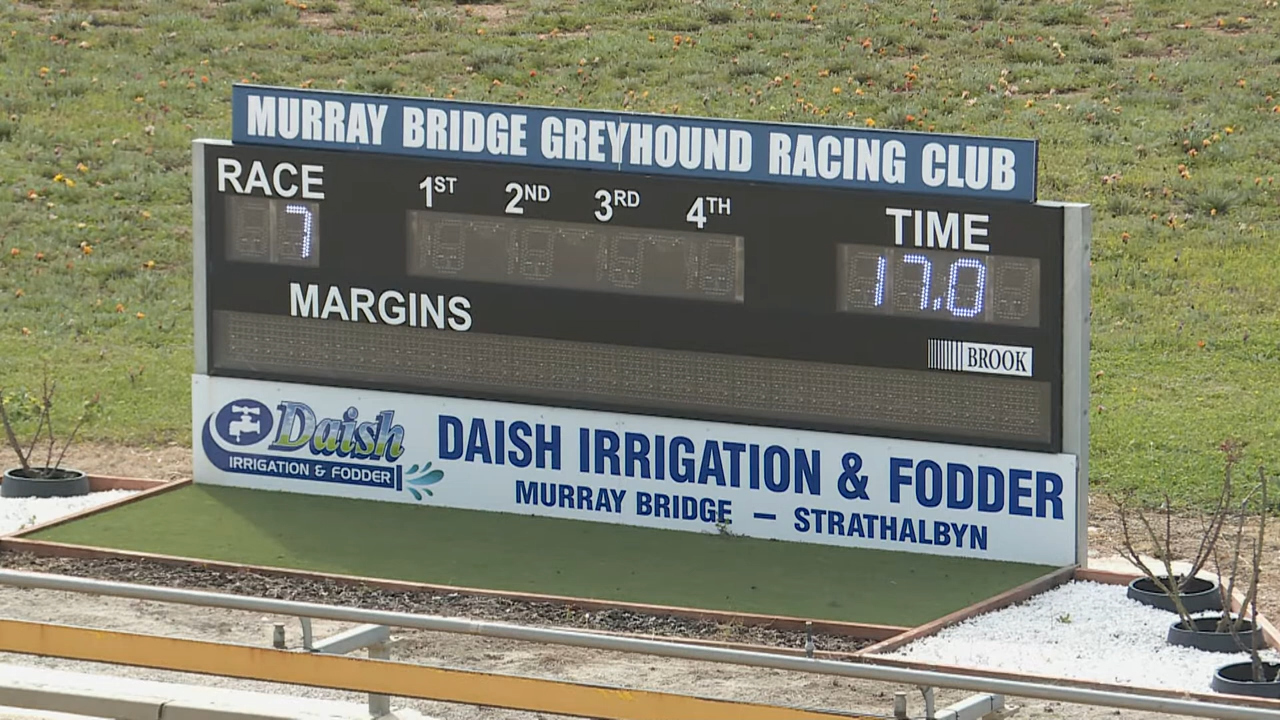 MURRAY BRIDGE GREYHOUND RACING CLUB
RACE 1ST 2ND 3RD 4TH TIME
7 17.0
MARGINS
BROOK
Daish
IRRIGATION & FODDER
DAISH IRRIGATION & FODDER
MURRAY BRIDGE – STRATHALBYN